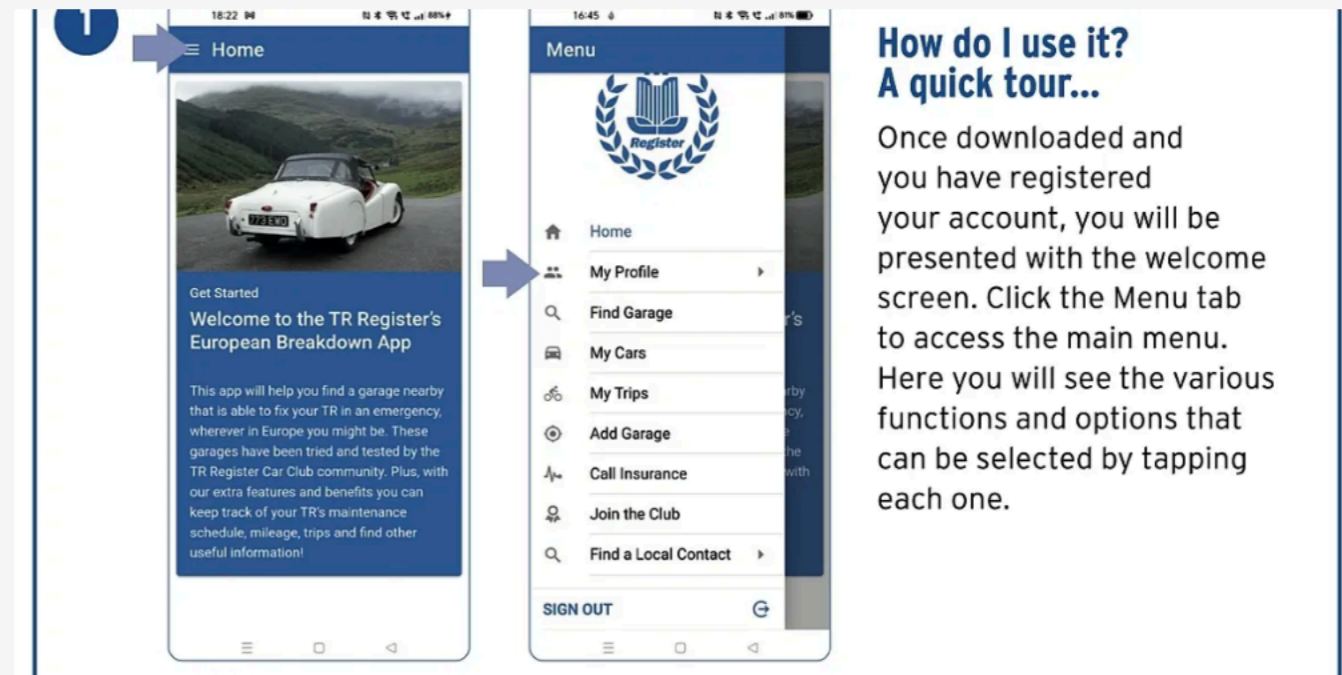 1
18:22
88%
Home
773 EWO
Get Started
Welcome to the TR Register's
European Breakdown App
This app will help you find a garage nearby
that is able to fix your TR in an emergency,
wherever in Europe you might be. These
garages have been tried and tested by the
TR Register Car Club community. Plus, with
our extra features and benefits you can
keep track of your TR's maintenance
schedule, mileage, trips and find other
useful information!
16:45
81%
Menu
Register
Home
My Profile
Find Garage
My Cars
My Trips
Add Garage
Call Insurance
Join the Club
Find a Local Contact
SIGN OUT
r's
rby
cy,
e
the
with
How do I use it?
A quick tour...
Once downloaded and
you have registered
your account, you will be
presented with the welcome
screen. Click the Menu tab
to access the main menu.
Here you will see the various
functions and options that
can be selected by tapping
each one.